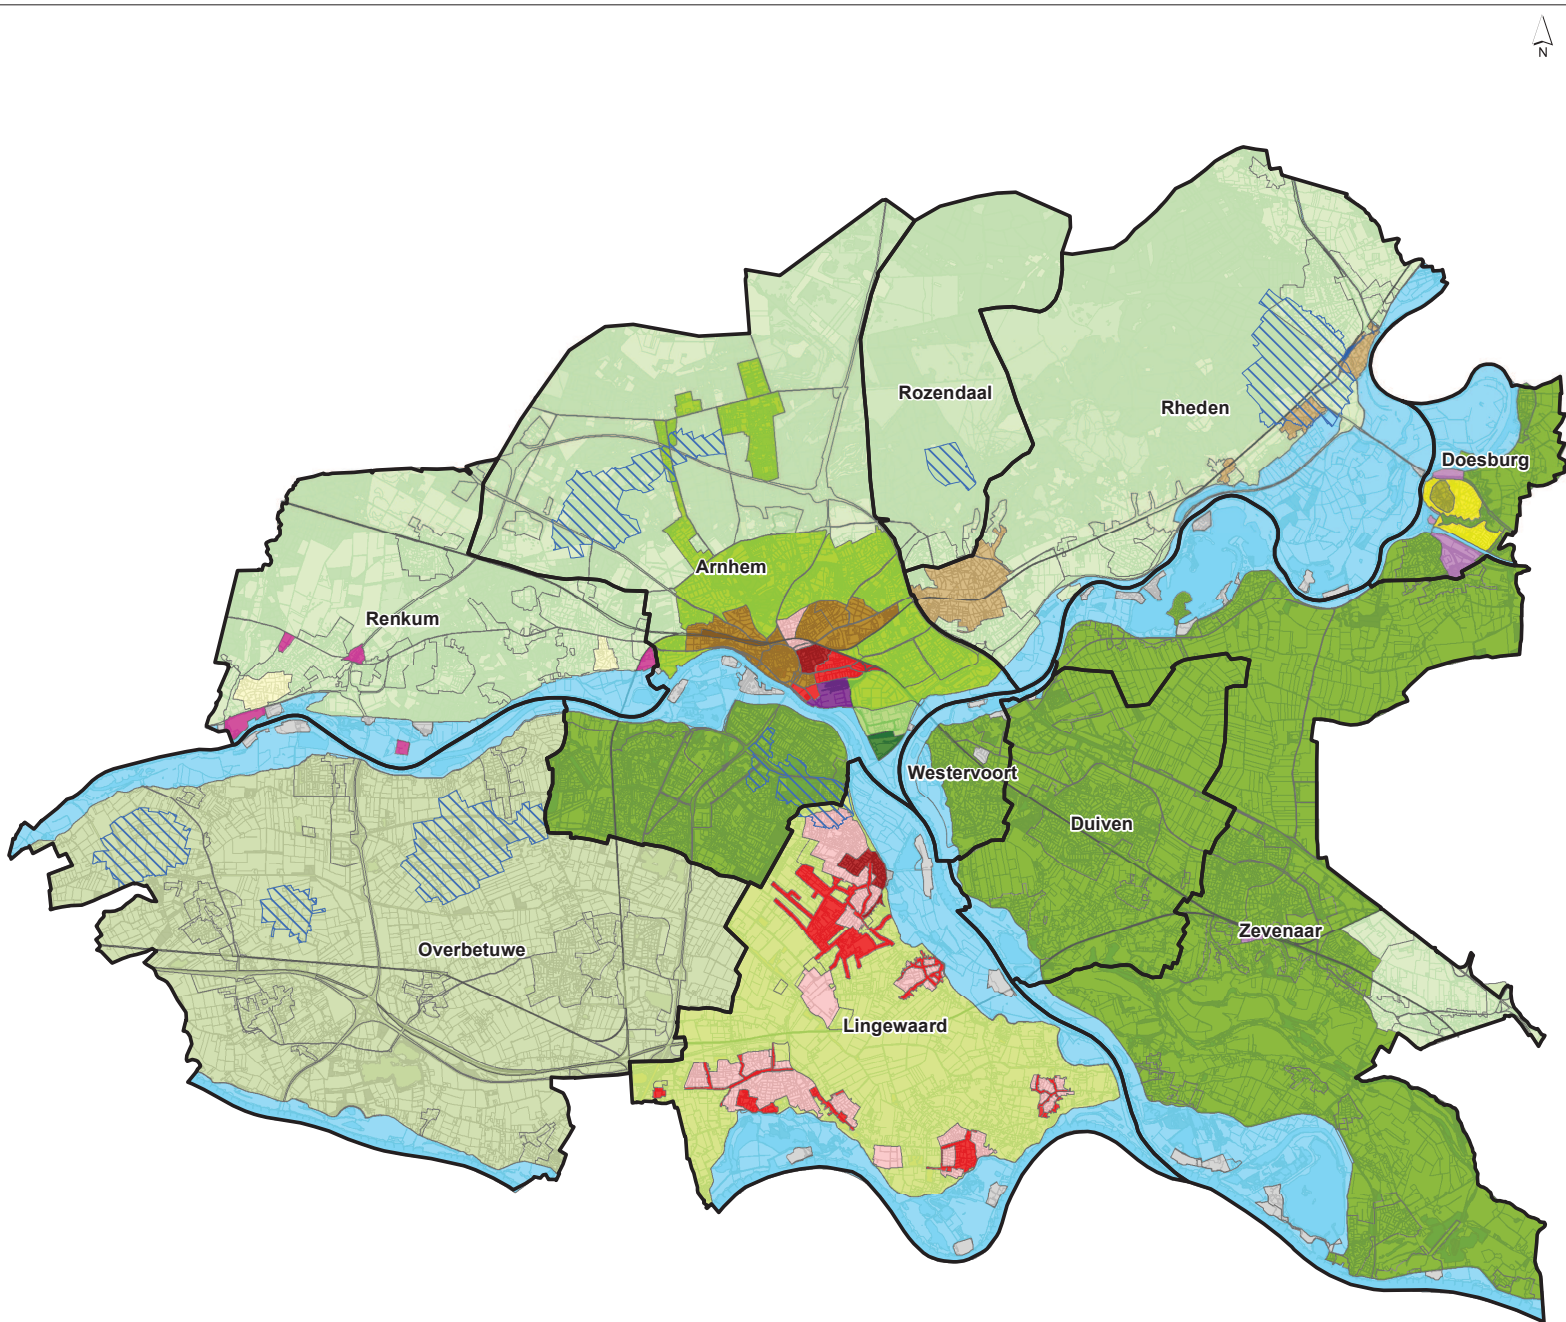 N
Rozendaal
Rheden
Doesburg
Arnhem
Renkum
Westervoort
Duiven
Zevenaar
Overbetuwe
Lingewaard